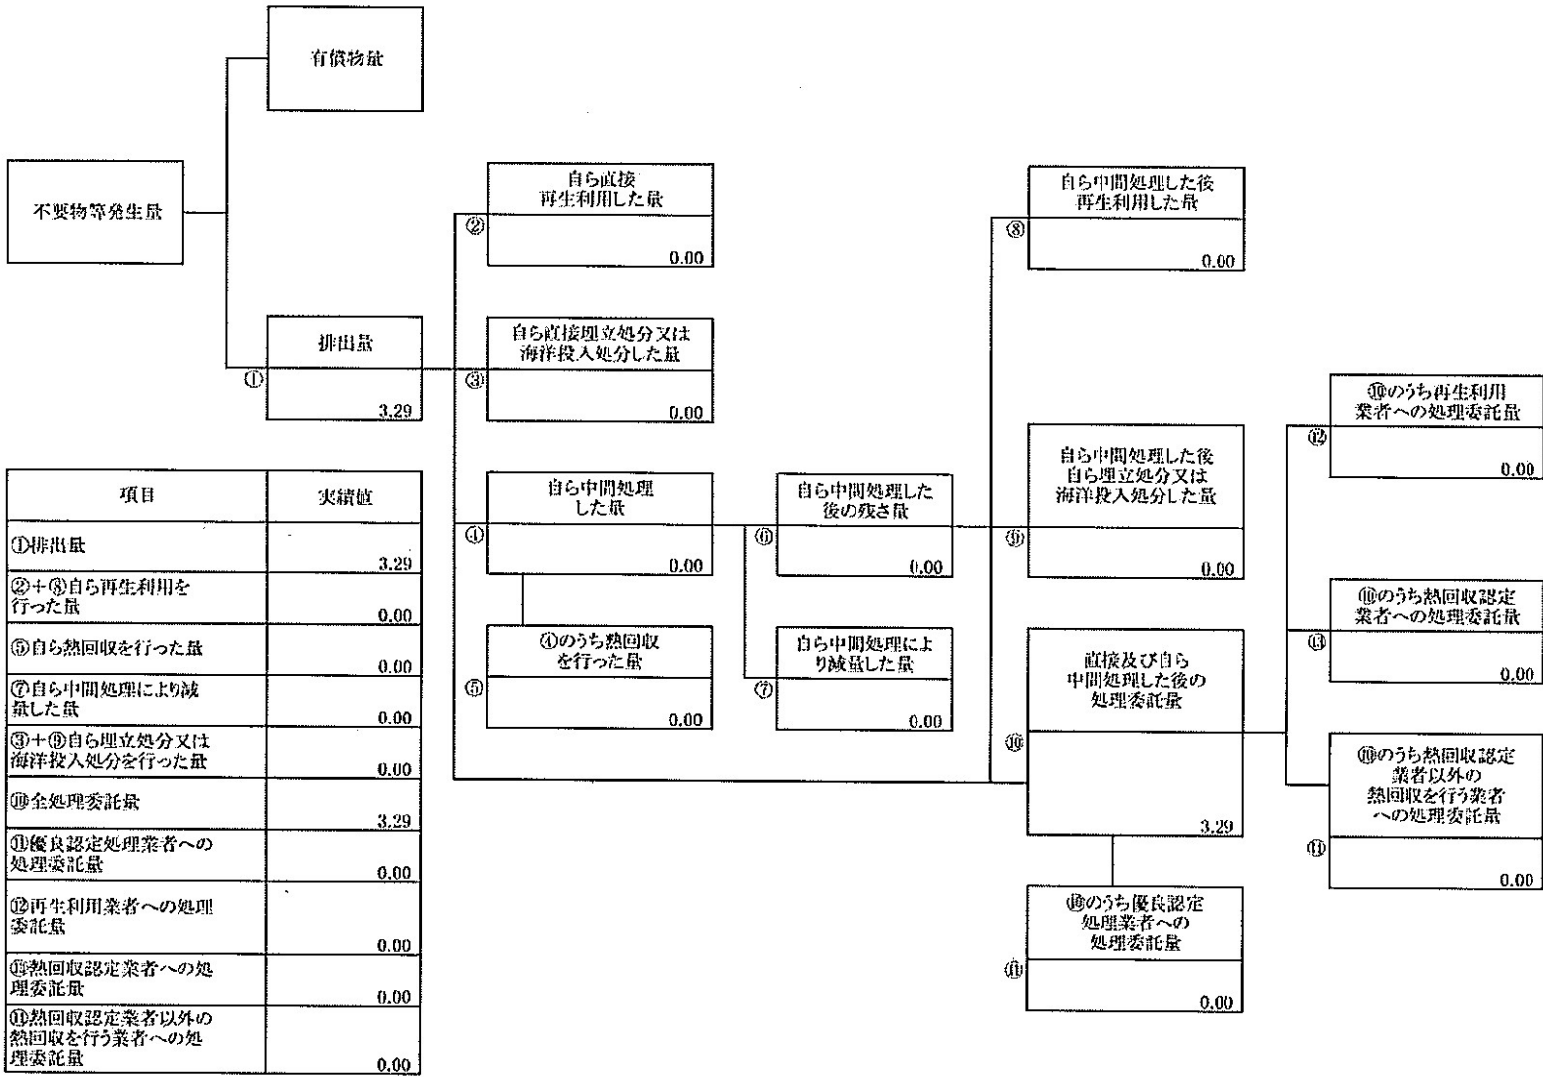 有償物量
不要物等発生量
排出量
①
3.29
自ら直接
再生利用した量
②
0.00
自ら直接埋立処分又は
海洋投入処分した量
③
0.00
自ら中間処理
した量
④
0.00
④のうち熱回収
を行った量
⑤
0.00
自ら中間処理した
後の残さ量
⑥
0.00
自ら中間処理によ
り減量した量
⑦
0.00
自ら中間処理した後
再生利用した量
⑧
0.00
自ら中間処理した後
自ら埋立処分又は
海洋投入処分した量
⑨
0.00
直接及び自ら
中間処理した後の
処理委託量
⑩
3.29
⑩のうち優良認定
処理業者への
処理委託量
⑪
0.00
⑩のうち再生利用
業者への処理委託量
⑫
0.00
⑩のうち熱回収認定
業者への処理委託量
⑬
0.00
⑩のうち熱回収認定
業者以外の
熱回収を行う業者
への処理委託量
⑭
0.00
項目 実績値
①排出量 3.29
②+⑧自ら再生利用を
行った量 0.00
⑤自ら熱回収を行った量 0.00
⑦自ら中間処理により減
量した量 0.00
③+⑨自ら埋立処分又は
海洋投入処分を行った量 0.00
⑩全処理委託量 3.29
⑪優良認定処理業者への
処理委託量 0.00
⑫再生利用業者への処理
委託量 0.00
⑬熱回収認定業者への処
理委託量 0.00
⑭熱回収認定業者以外の
熱回収を行う業者への処
理委託量 0.00